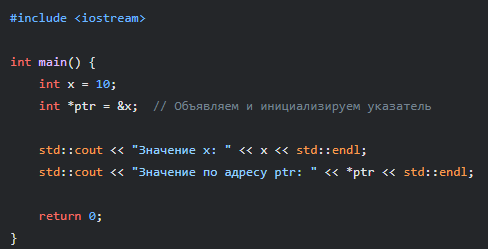 #include <iostream>
int main() {
int x = 10;
int *ptr = &x;  // Объявляем и инициализируем указатель
std::cout << "Значение x: " << x << std::endl;
std::cout << "Значение по адресу ptr: " << *ptr << std::endl;
return 0;
}